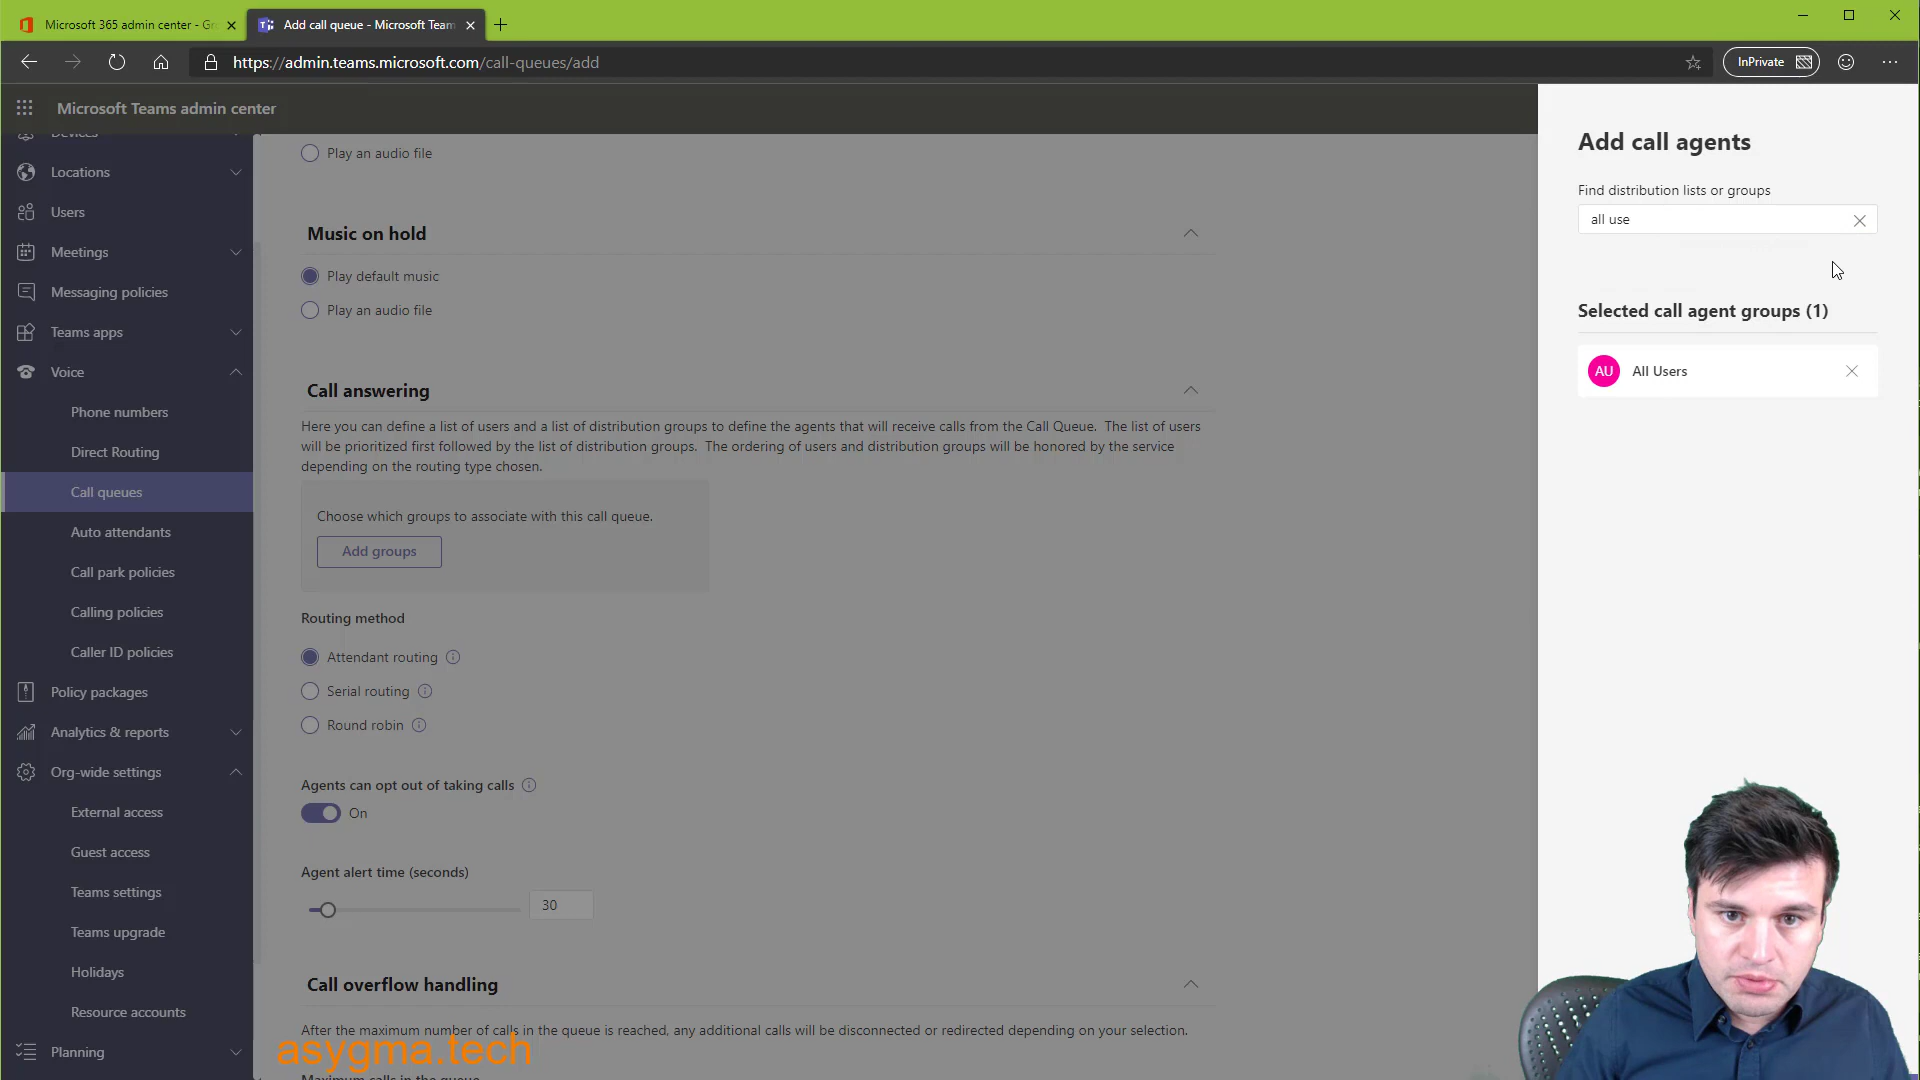 Microsoft 365 admin center - Gr
Add call queue - Microsoft Team
https://admin.teams.microsoft.com/call-queues/add
InPrivate
Microsoft Teams admin center
Devices
Locations
Users
Meetings
Messaging policies
Teams apps
Voice
Phone numbers
Direct Routing
Call queues
Auto attendants
Call park policies
Calling policies
Caller ID policies
Policy packages
Analytics & reports
Org-wide settings
External access
Guest access
Teams settings
Teams upgrade
Holidays
Resource accounts
Planning
Play an audio file
Music on hold
Play default music
Play an audio file
Call answering
Here you can define a list of users and a list of distribution groups to define the agents that will receive calls from the Call Queue. The list of users
will be prioritized first followed by the list of distribution groups. The ordering of users and distribution groups will be honored by the service
depending on the routing type chosen.
Choose which groups to associate with this call queue.
Add groups
Routing method
Attendant routing
Serial routing
Round robin
Agents can opt out of taking calls
On
Agent alert time (seconds)
30
Call overflow handling
After the maximum number of calls in the queue is reached, any additional calls will be disconnected or redirected depending on your selection.
asygma.tech
Maximum calls in the queue
Add call agents
Find distribution lists or groups
all use
Selected call agent groups (1)
AU
All Users